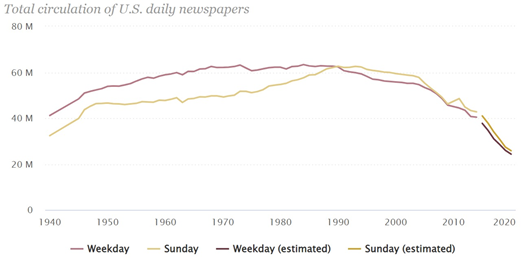 Total circulation of U.S. daily newspapers
80 M
60 M
40 M
20 M
0
1940 1950 1960 1970 1980 1990 2000 2010 2020
Weekday Sunday Weekday (estimated) Sunday (estimated)